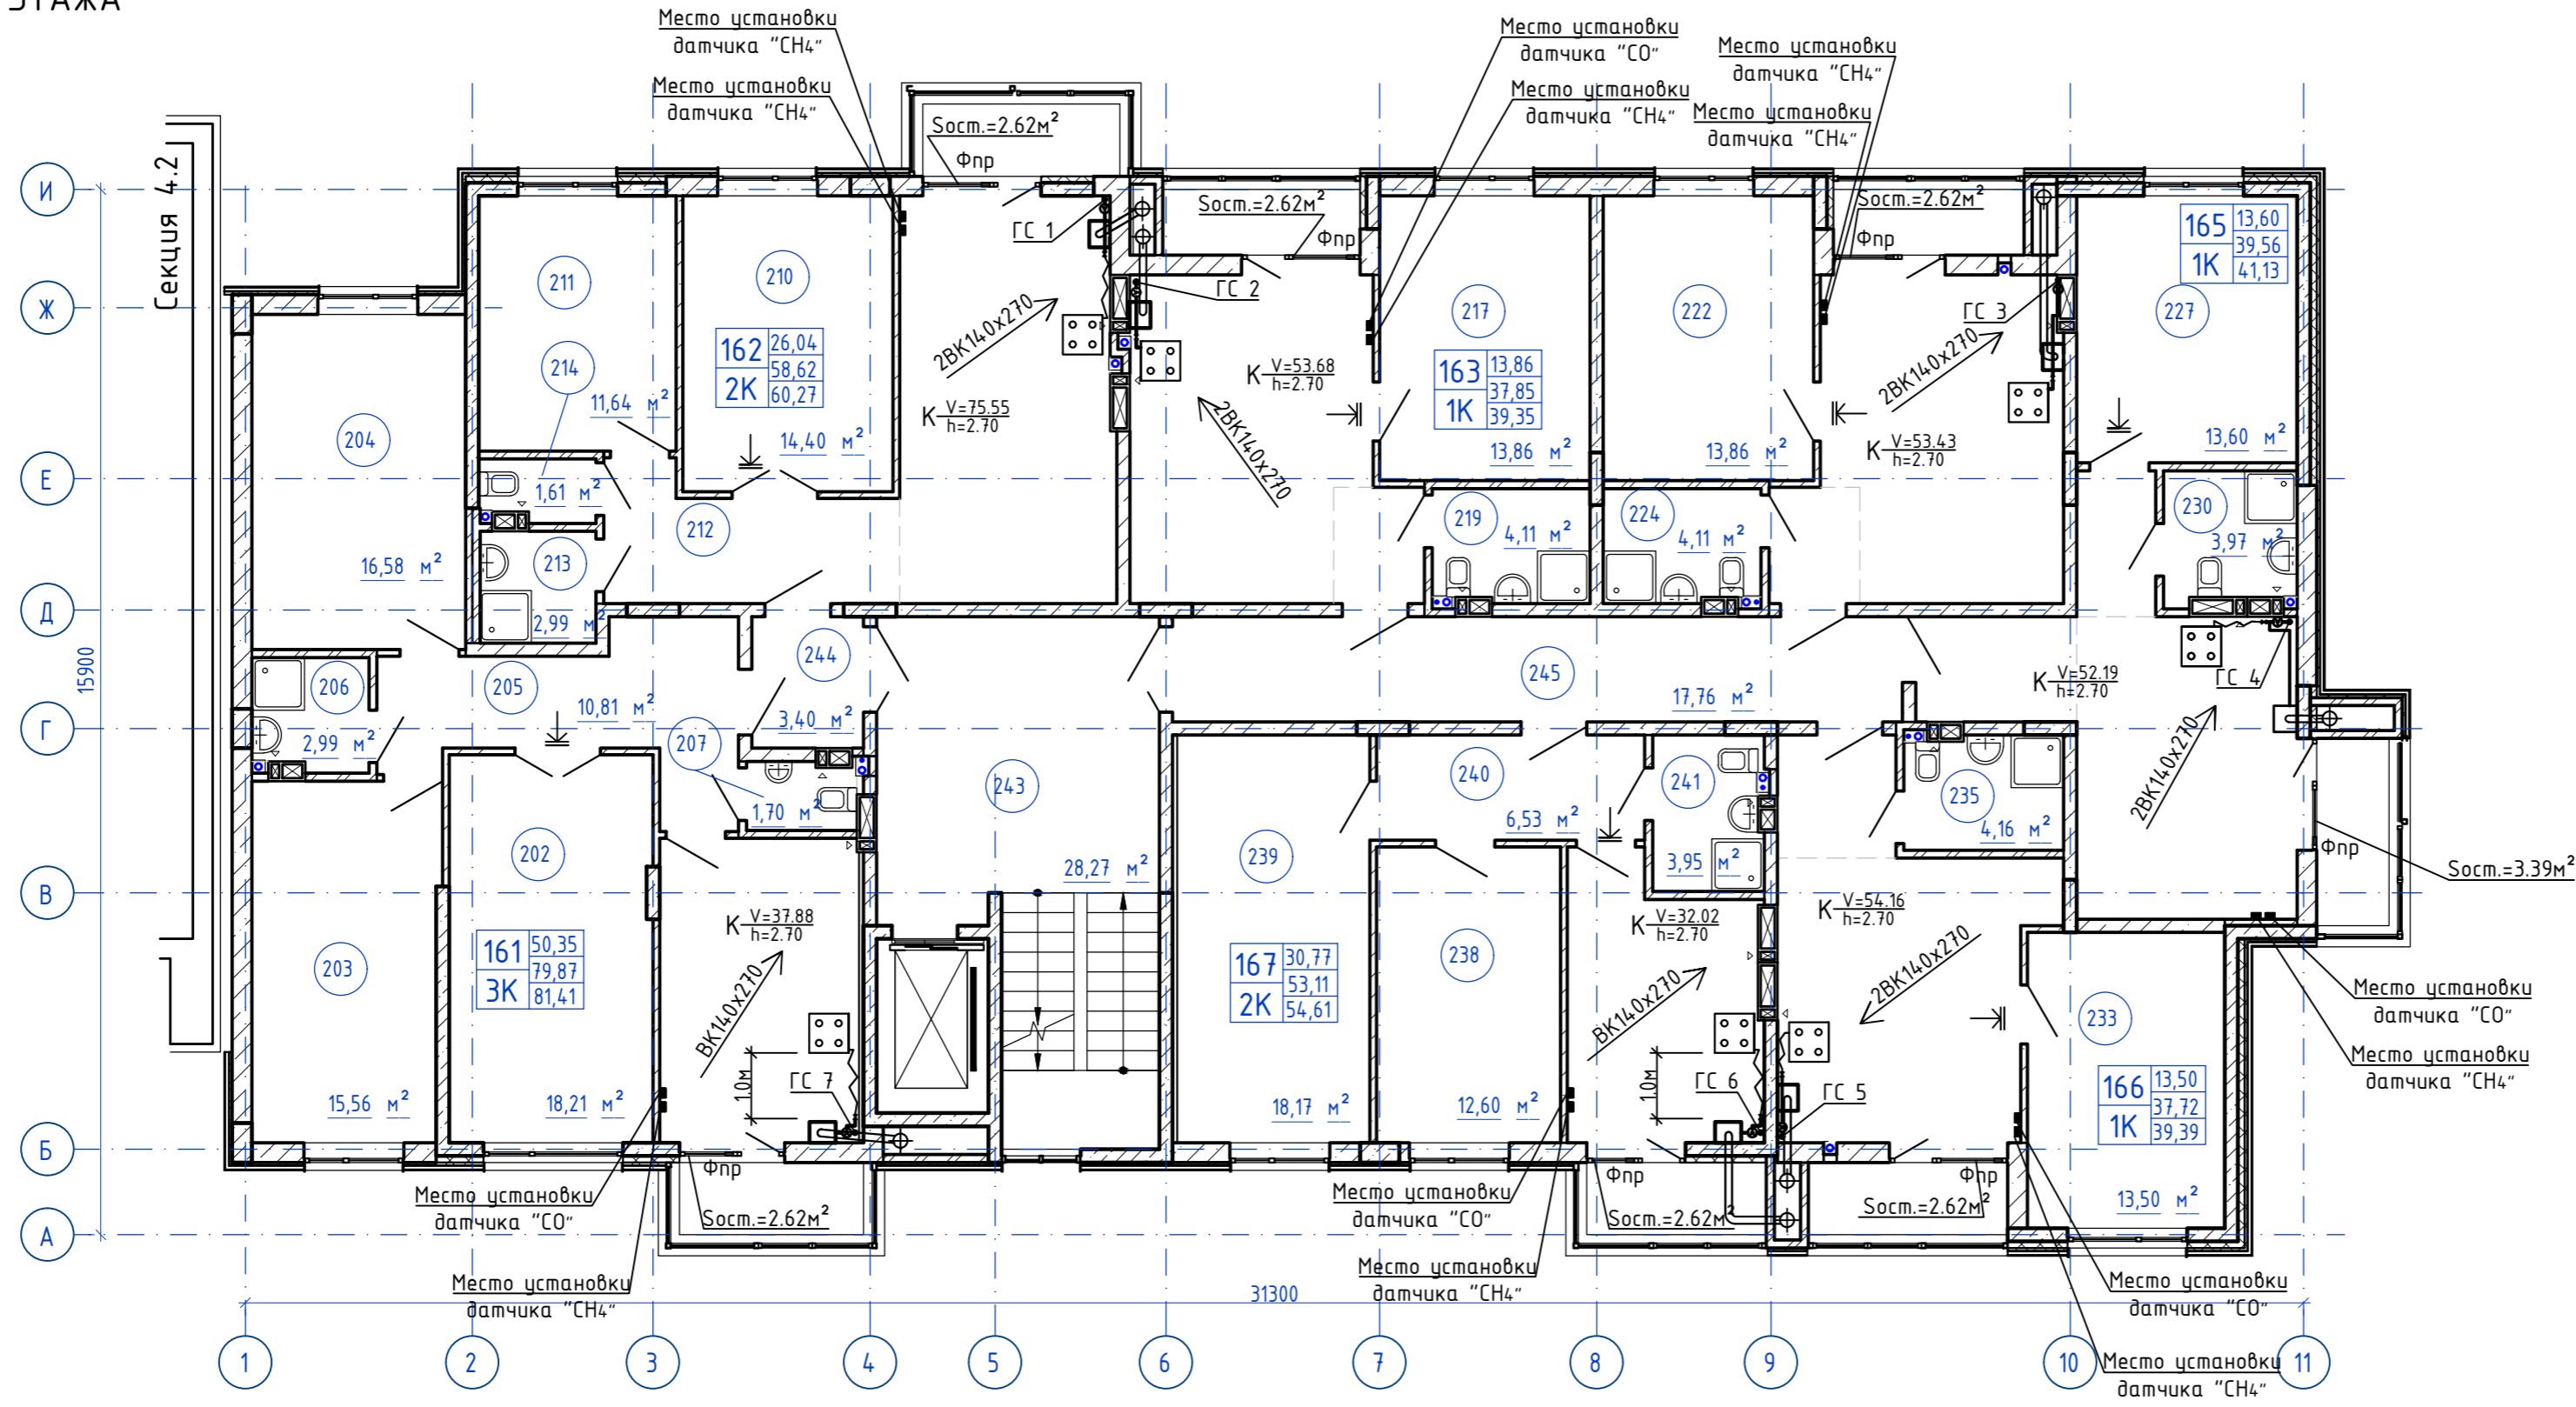 ЭТАЖА
Место установки
датчика "СН4"
Место установки
датчика "СН4"
Место установки
датчика "СО"
Место установки
датчика "СН4"
Место установки
датчика "СН4"
Место установки
датчика "СН4"
Секция 4.2
Sост.=2.62м²
Фпр
Sост.=2.62м²
Фпр
Sост.=2.62м²
Фпр
И
Ж
Е
Д
Г
В
Б
А
15900
ГС 1
ГС 2
ГС 3
165
1К
13,60
39,56
41,13
211
210
217
222
227
214
162
2К
26,04
58,62
60,27
2ВК140х270
К V=53.68
h=2.70
163
1К
13,86
37,85
39,35
2ВК140х270
204
11,64 м²
14,40 м²
К V=75.55
h=2.70
2ВК140х270
13,86 м²
13,86 м²
К V=53.43
h=2.70
13,60 м²
1,61 м²
212
219
4,11 м²
224
4,11 м²
230
3,97 м²
16,58 м²
213
2,99 м²
206
205
244
245
К V=52.19
h=2.70
ГС 4
10,81 м²
3,40 м²
17,76 м²
2,99 м²
207
2ВК140х270
243
240
241
235
1,70 м²
6,53 м²
4,16 м²
202
28,27 м²
239
3,95 м²
Фпр
Sост.=3.39м²
К V=37.88
h=2.70
К V=32.02
h=2.70
К V=54.16
h=2.70
203
161
3К
50,35
79,87
81,41
ВК140х270
167
2К
30,77
53,11
54,61
238
ВК140х270
2ВК140х270
233
Место установки
датчика "СО"
Место установки
датчика "СН4"
15,56 м²
18,21 м²
1.0м
ГС 7
18,17 м²
12,60 м²
1.0м
ГС 6
ГС 5
166
1К
13,50
37,72
39,39
Фпр
Фпр
Фпр
Место установки
датчика "СО"
Sост.=2.62м²
Место установки
датчика "СО"
Sост.=2.62м²
Sост.=2.62м²
13,50 м²
Место установки
датчика "СН4"
Место установки
датчика "СН4"
31300
Место установки
датчика "СО"
Место установки
датчика "СН4"
1
2
3
4
5
6
7
8
9
10
11